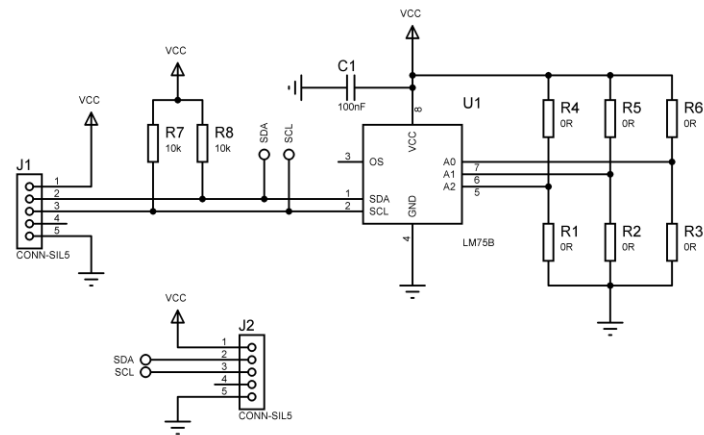 VCC
C1
100nF
VCC
VCC
R7
10k
R8
10k
SDA
SCL
8
U1
R4
0R
R5
0R
R6
0R
J1
1
2
3
4
5
CONN-SIL5
3
OS
VCC
A0
7
A1
6
A2
5
1
SDA
2
SCL
GND
4
LM75B
R1
0R
R2
0R
R3
0R
VCC
J2
1
SDA
2
SCL
3
4
5
CONN-SIL5